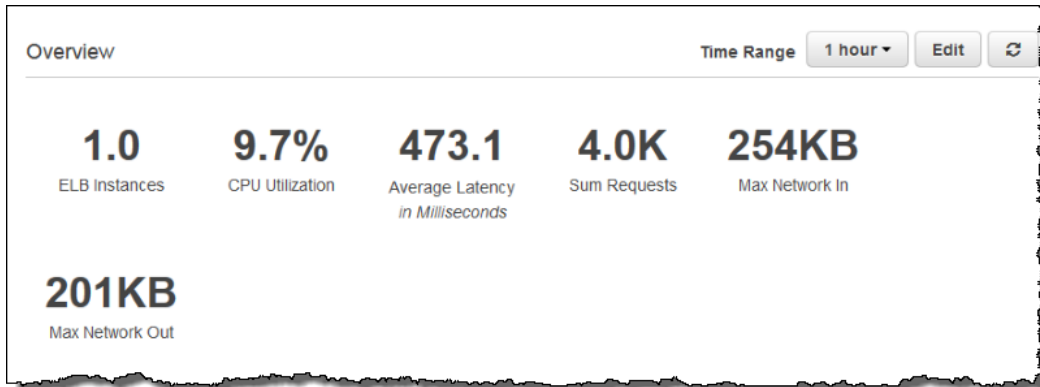 Overview
Time Range 1 hour Edit
1.0 9.7% 473.1 4.0K 254KB
ELB Instances CPU Utilization Average Latency Sum Requests Max Network In
in Milliseconds
201KB
Max Network Out